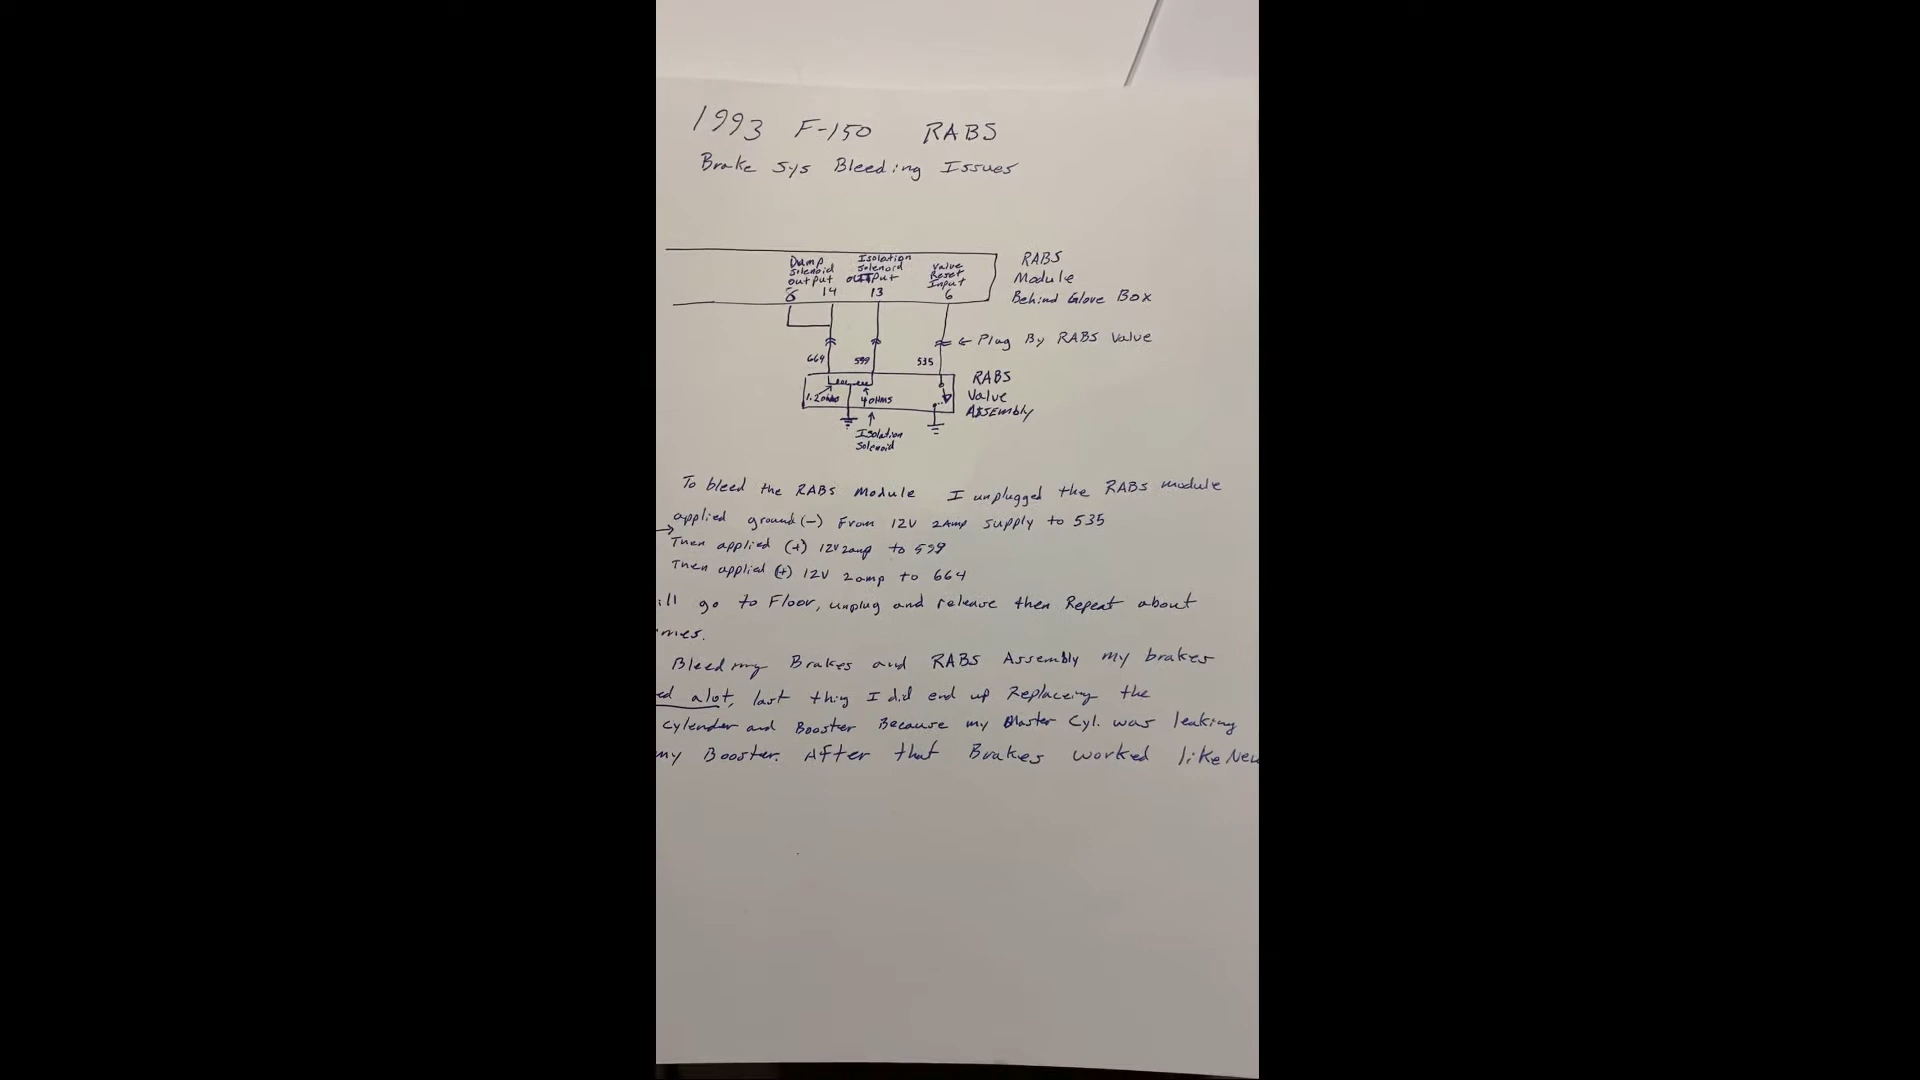 1993 F-150 RABS
Brake Sys Bleeding Issues
Dump Solenoid output
Isolation Solenoid output
Valve Reset Input
14 13 6
RABS
Module
Behind Glove Box
← Plug By RABS Valve
664 599 535
RABS
Valve
Assembly
1.2 ohms 4 OHMS
Isolation
Solenoid
To bleed the RABS Module I unplugged the RABS module
applied ground (-) From 12V 2Amp supply to 535
Then applied (+) 12V 2amp to 599
Then applied (+) 12V 2amp to 664
ill go to Floor, unplug and release then Repeat about
mes.
Bleed my Brakes and RABS Assembly my brakes
ed alot, last thing I did end up Replaceing the
Cylender and Booster Because my Master Cyl. was leaking
my Booster. After that Brakes worked like New